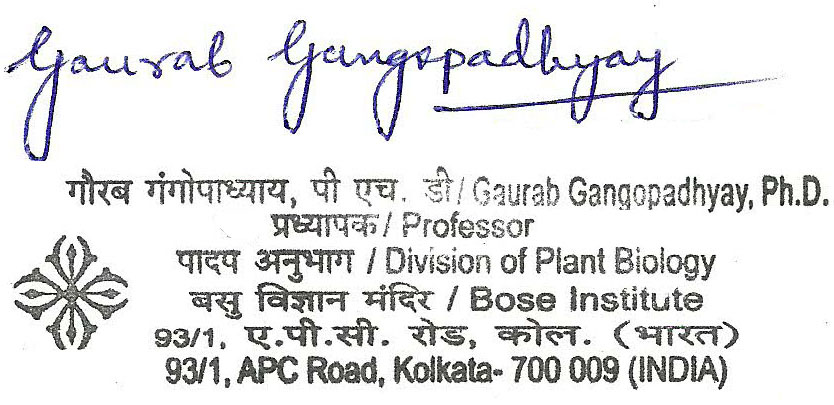 Gaurab Gangopadhyay
गौरब गंगोपाध्याय, पी एच. डी/Gaurab Gangopadhyay, Ph.D.
प्रध्यापक/ Professor
पादप अनुभाग / Division of Plant Biology
बसु विज्ञान मंदिर / Bose Institute
93/1, ए.पी.सी. रोड, कोल. (भारत)
93/1, APC Road, Kolkata- 700 009 (INDIA)